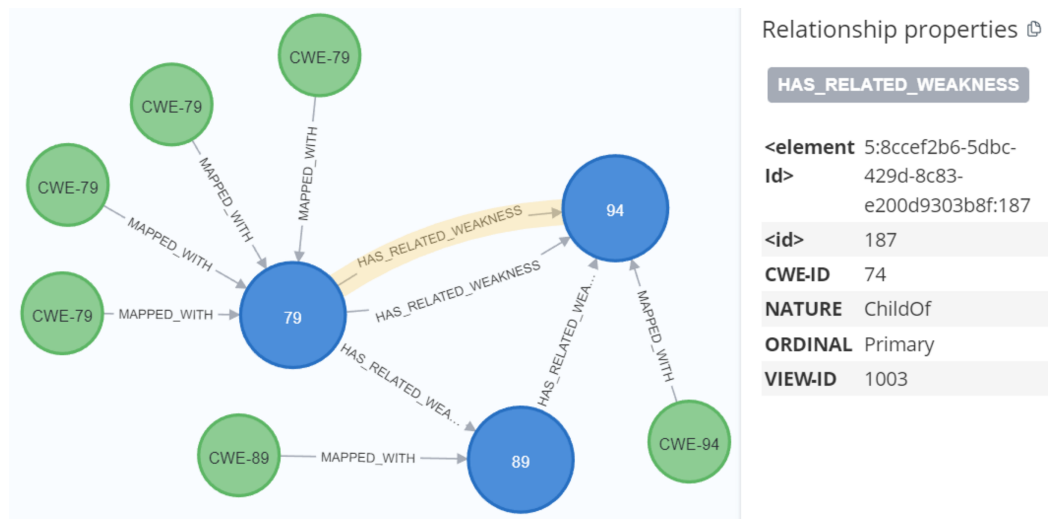 CWE-79
CWE-79
CWE-79
CWE-79
MAPPED_WITH
MAPPED_WITH
MAPPED_WITH
MAPPED_WITH
79
94
HAS_RELATED_WEAKNESS
HAS_RELATED_WEAKNESS
HAS_RELATED_WEA...
HAS_RELATED_WEA...
MAPPED_WITH
CWE-89
MAPPED_WITH
89
CWE-94
Relationship properties
HAS_RELATED_WEAKNESS
<element 5:8ccef2b6-5dbc-
Id> 429d-8c83-
e200d9303b8f:187
<id> 187
CWE-ID 74
NATURE ChildOf
ORDINAL Primary
VIEW-ID 1003